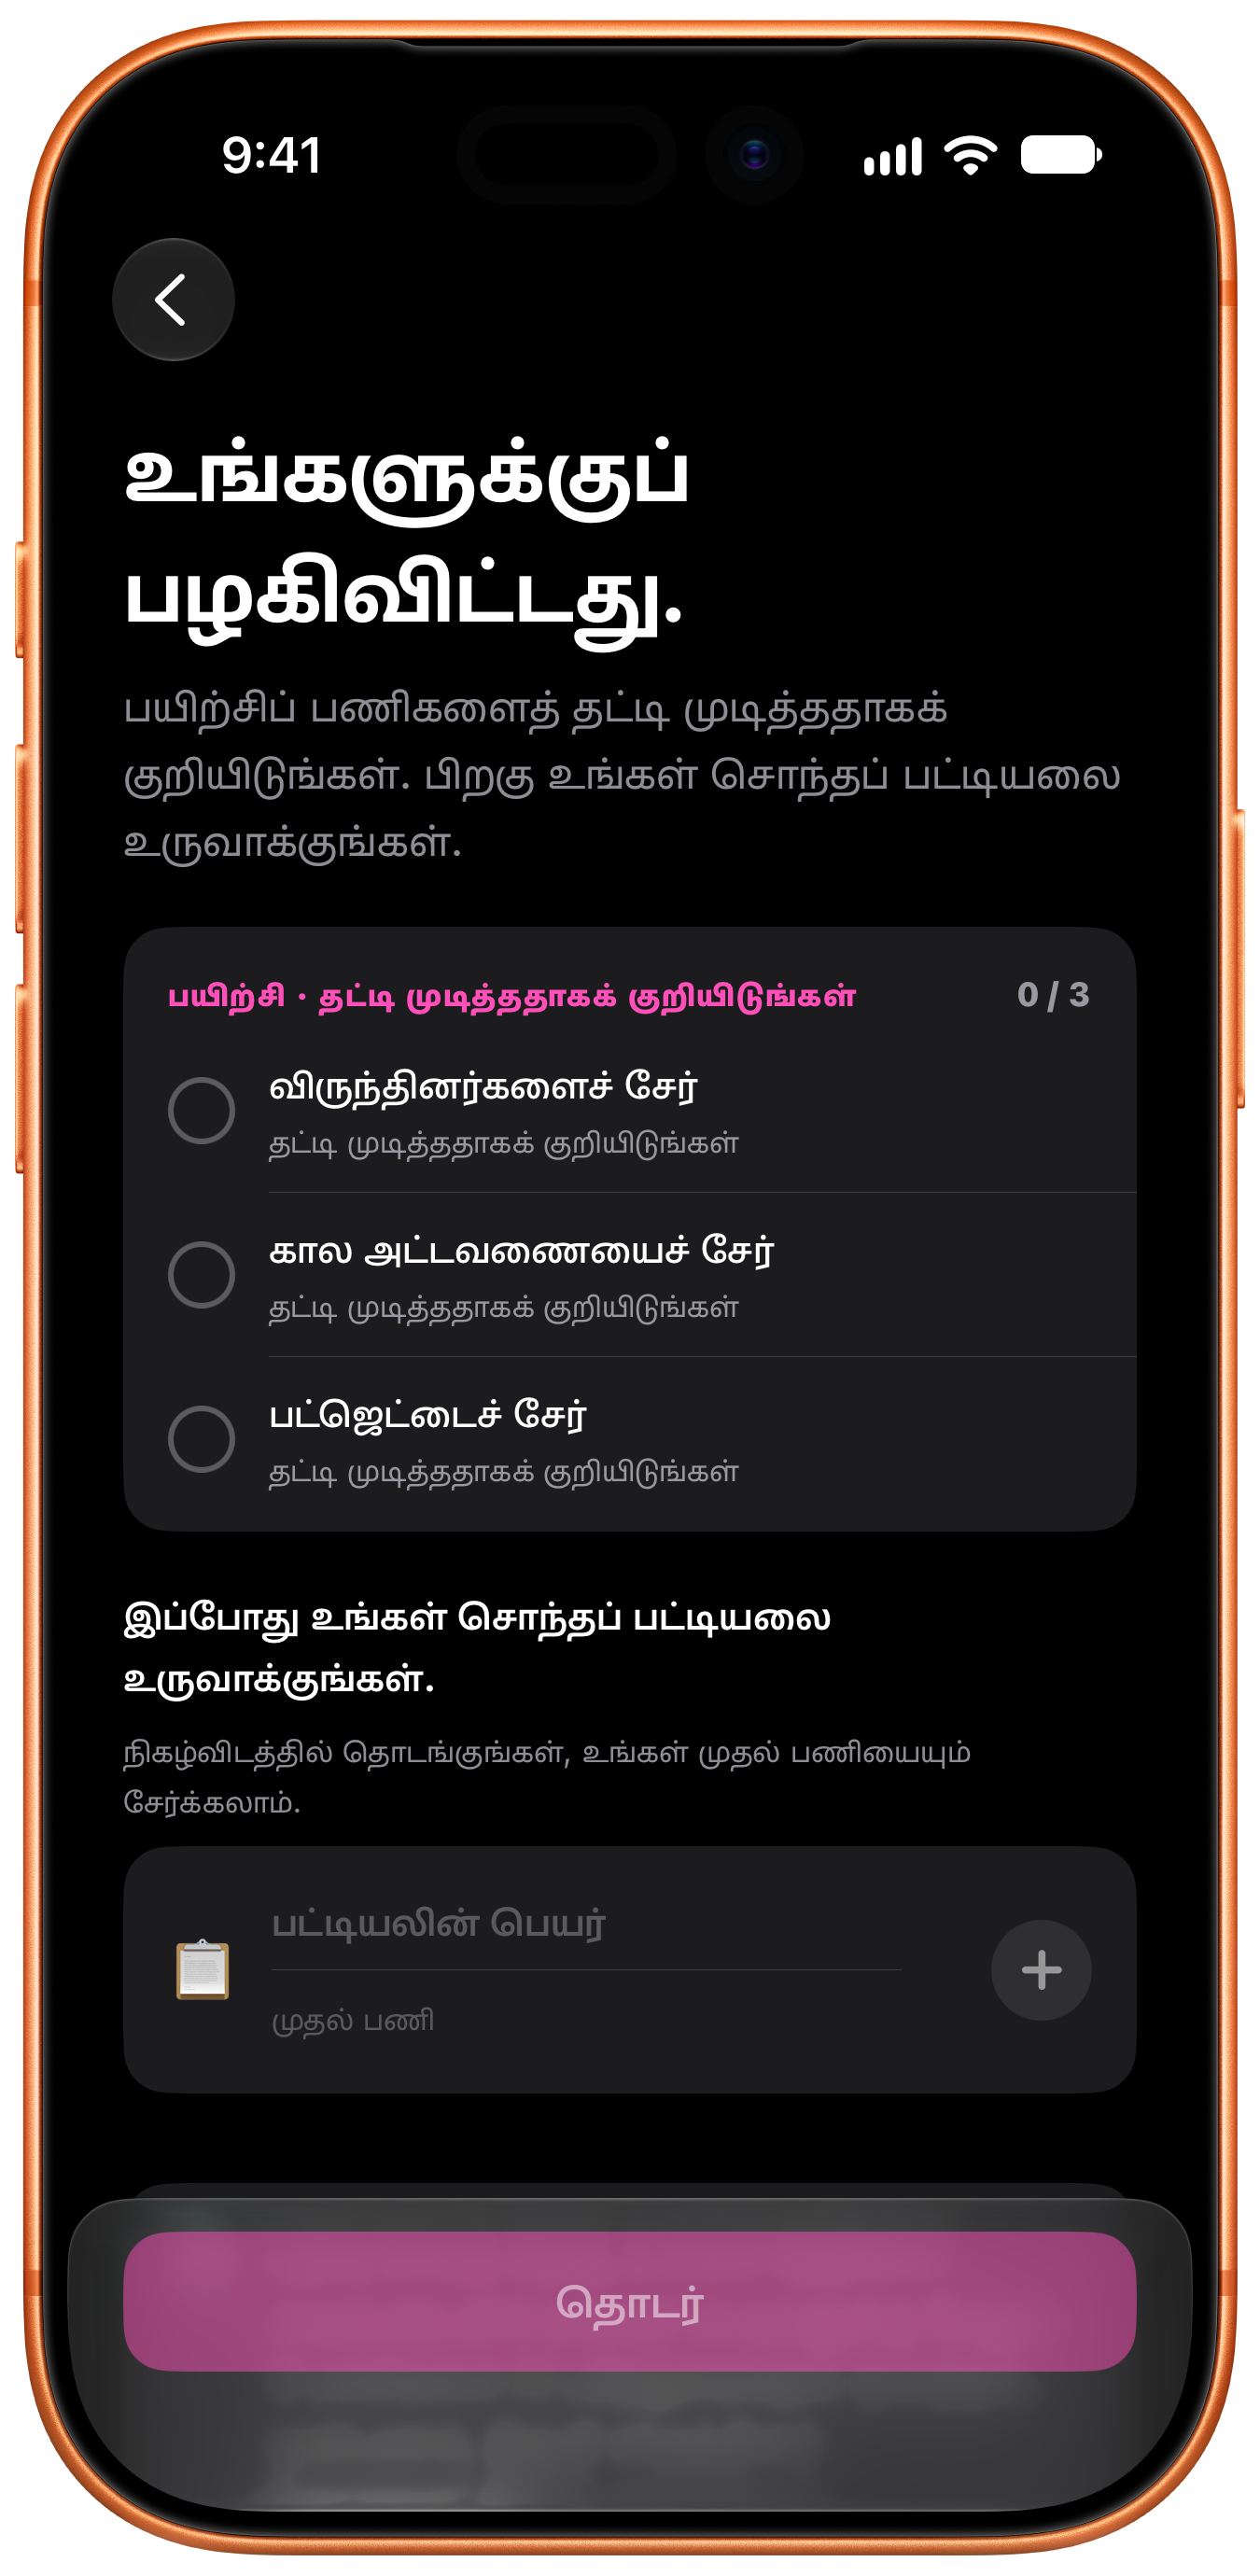 9:41
உங்களுக்குப்
பழகிவிட்டது.
பயிற்சிப் பணிகளைத் தட்டி முடித்ததாகக்
குறியிடுங்கள். பிறகு உங்கள் சொந்தப் பட்டியலை
உருவாக்குங்கள்.
பயிற்சி · தட்டி முடித்ததாகக் குறியிடுங்கள் 0 / 3
விருந்தினர்களைச் சேர்
தட்டி முடித்ததாகக் குறியிடுங்கள்
கால அட்டவணையைச் சேர்
தட்டி முடித்ததாகக் குறியிடுங்கள்
பட்ஜெட்டைச் சேர்
தட்டி முடித்ததாகக் குறியிடுங்கள்
இப்போது உங்கள் சொந்தப் பட்டியலை
உருவாக்குங்கள்.
நிகழ்விடத்தில் தொடங்குங்கள், உங்கள் முதல் பணியையும்
சேர்க்கலாம்.
பட்டியலின் பெயர்
முதல் பணி
தொடர்